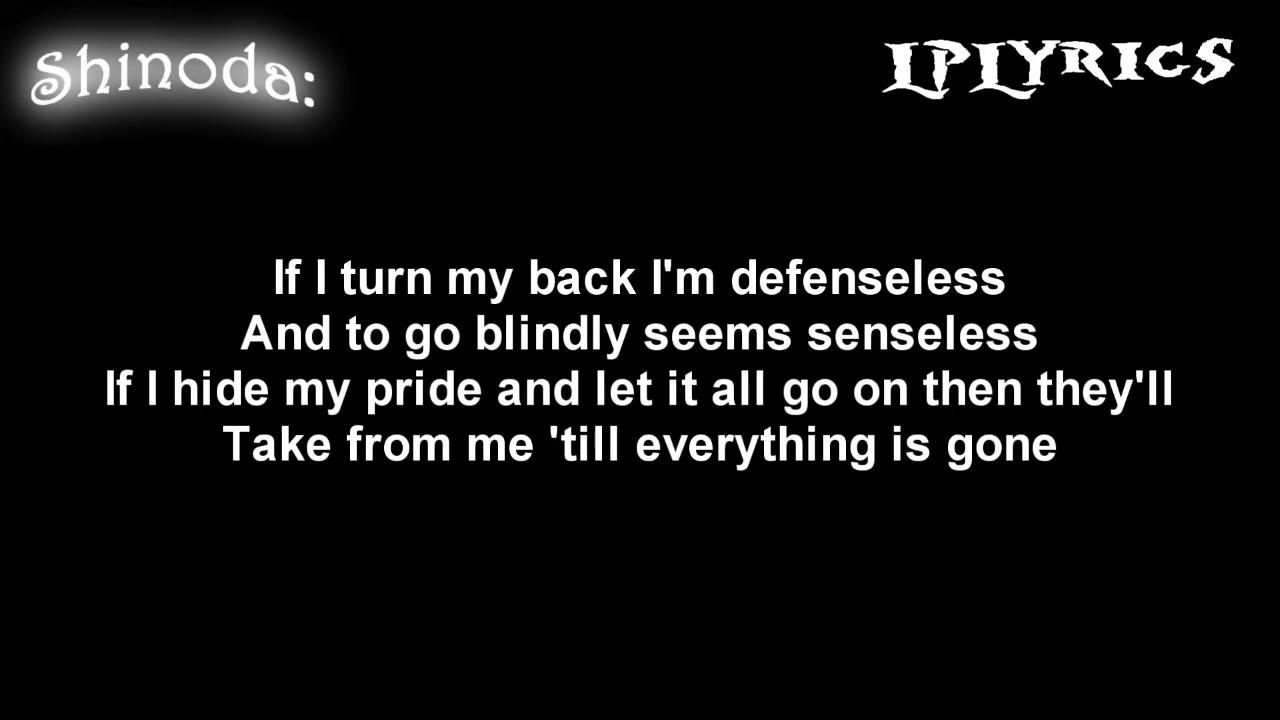 Shinoda:
LPLYRICS
If I turn my back I'm defenseless
And to go blindly seems senseless
If I hide my pride and let it all go on then they'll
Take from me 'till everything is gone